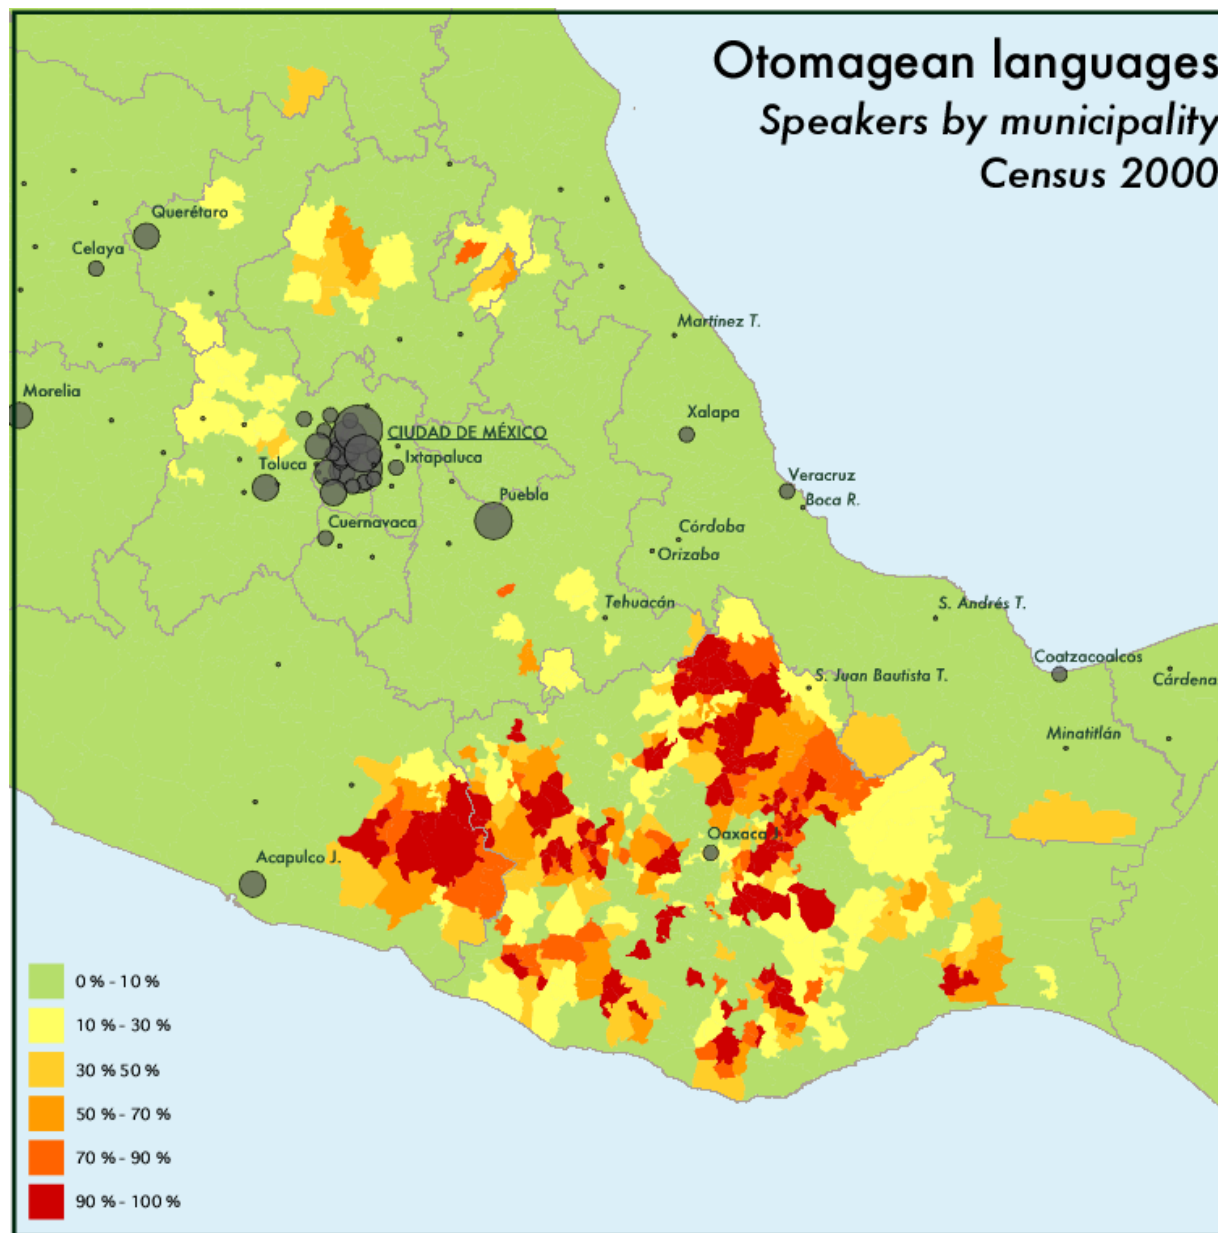 Otomagean languages
Speakers by municipality
Census 2000
Querétaro
Celaya
Martínez T.
Morelia
Xalapa
CIUDAD DE MÉXICO
Ixtapaluca
Toluca
Veracruz
Boca R.
Puebla
Cuernavaca
Córdoba
Orizaba
Tehuacán
S. Andrés T.
Coatzacoalcos
S. Juan Bautista T.
Cárdena
Minatitlán
Oaxaca J.
Acapulco J.
0 % - 10 %
10 % - 30 %
30 % 50 %
50 % - 70 %
70 % - 90 %
90 % - 100 %